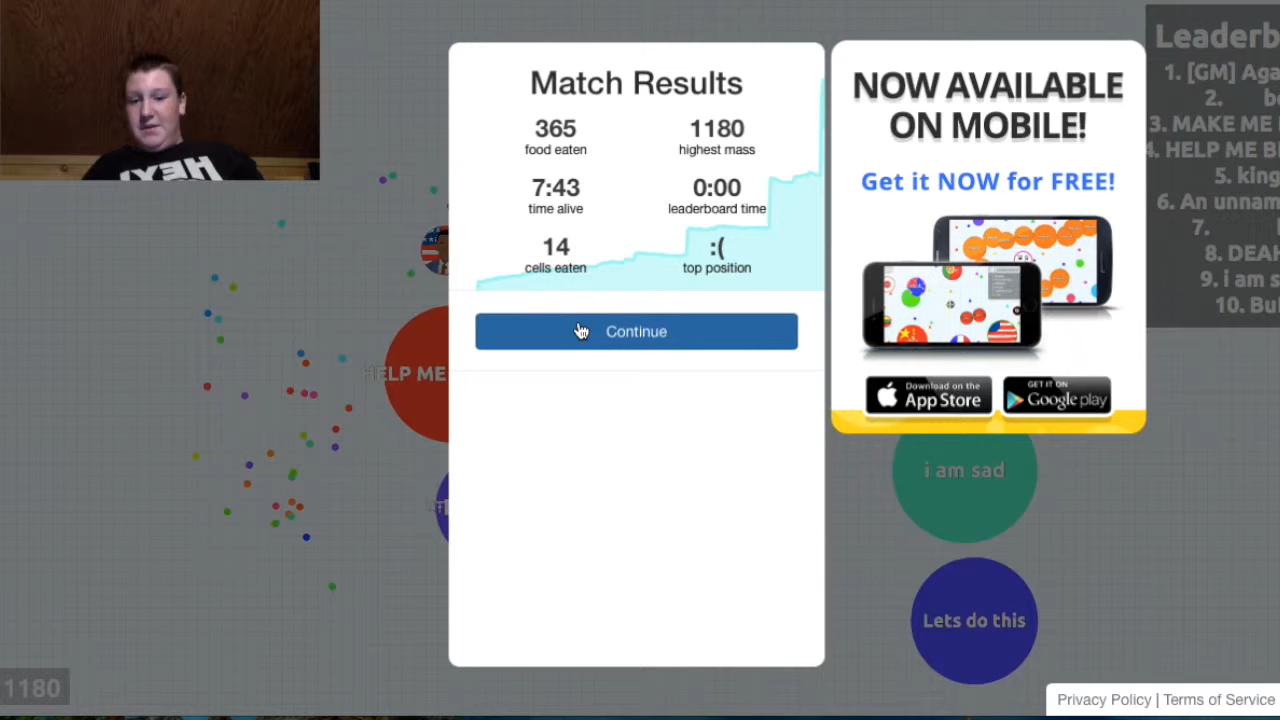 HEY!
Match Results
365
food eaten
1180
highest mass
7:43
time alive
0:00
leaderboard time
14
cells eaten
:(
top position
Continue
NOW AVAILABLE
ON MOBILE!
Get it NOW for FREE!
Download on the
App Store
GET IT ON
Google play
Leaderb
1. [GM] Aga
2.
3. MAKE ME
4. HELP ME B
5. king
6. An unnam
7.
8. DEAH
9. i am s
10. Bu
HELP ME
i am sad
Lets do this
1180
Privacy Policy | Terms of Service